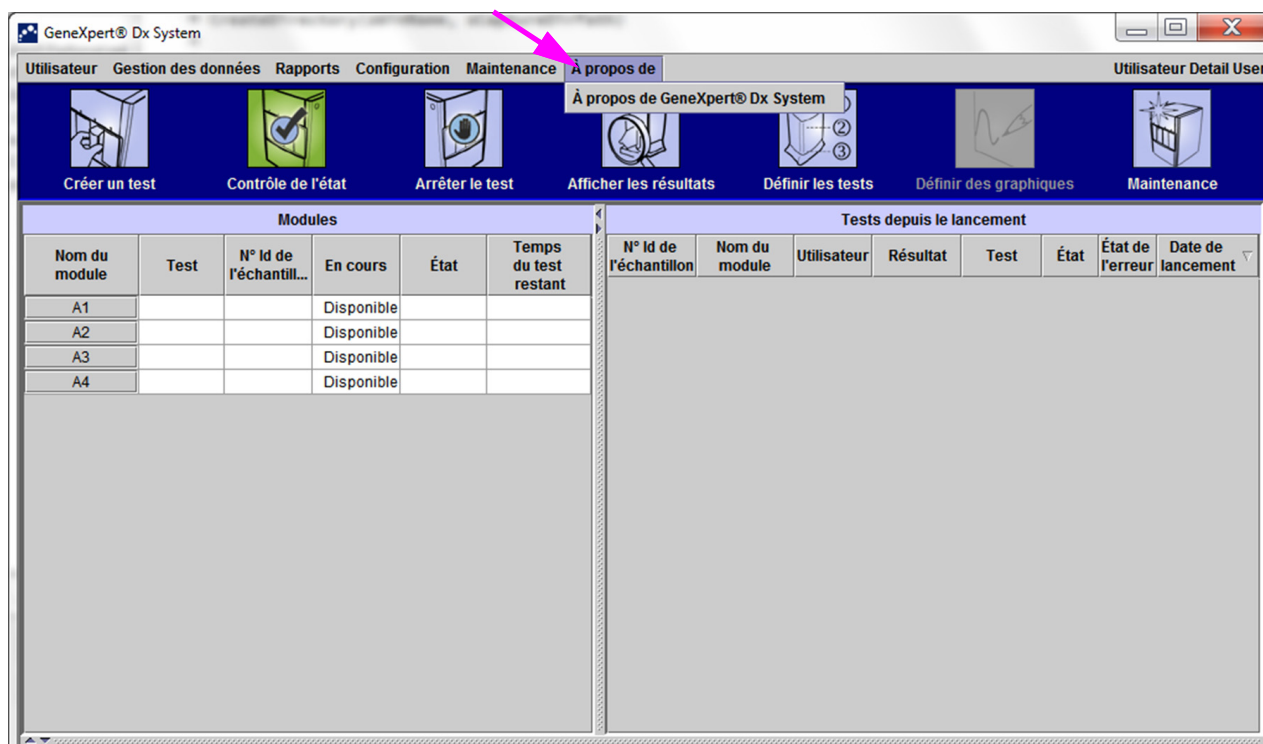 GeneXpert® Dx System
Utilisateur Gestion des données Rapports Configuration Maintenance À propos de Utilisateur Detail User
À propos de GeneXpert® Dx System
②
③
Créer un test Contrôle de l'état Arrêter le test Afficher les résultats Définir les tests Définir des graphiques Maintenance
Modules
Tests depuis le lancement
Nom du module Test N° Id de l'échantill... En cours État Temps du test restant
N° Id de l'échantillon Nom du module Utilisateur Résultat Test État État de l'erreur Date de lancement
A1 Disponible
A2 Disponible
A3 Disponible
A4 Disponible